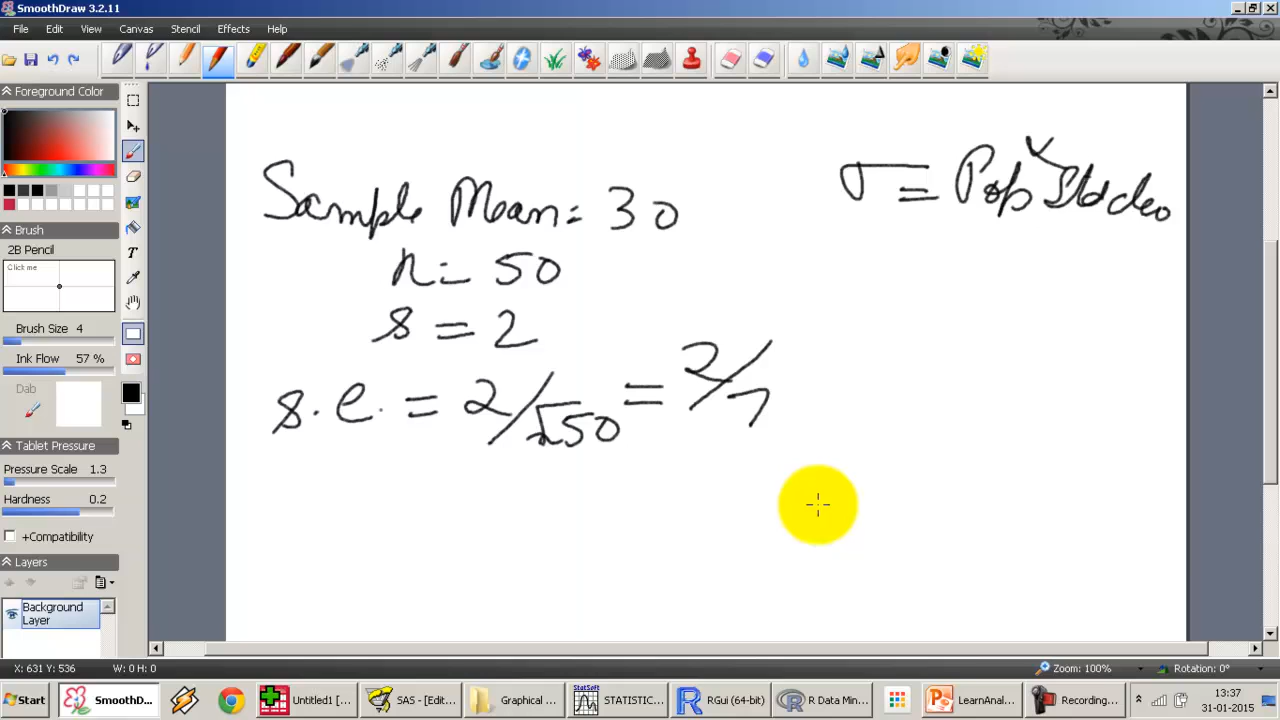 SmoothDraw 3.2.11
File Edit View Canvas Stencil Effects Help
Foreground Color
Brush
2B Pencil
Click me
Brush Size 4
Ink Flow 57 %
Dab
Tablet Pressure
Pressure Scale 1.3
Hardness 0.2
+Compatibility
Layers
Background
Layer
Sample Mean = 30
n = 50
s = 2
s.e. = 2/√50 = 2/7
σ = Pop Std dev
X: 631 Y: 536 W: 0 H: 0 Zoom: 100% Rotation: 0°
Start SmoothD... Untitled1 [... SAS - [Edit... Graphical ... STATISTIC... RGui (64-bit) R Data Min... LearnAnal... Recording... 13:37
31-01-2015